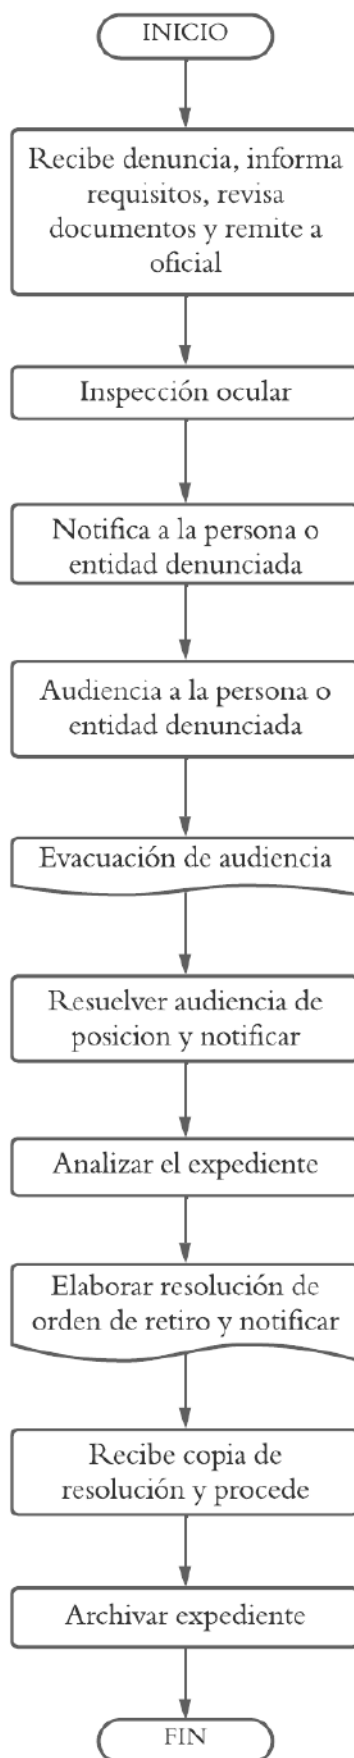 INICIO
Recibe denuncia, informa
requisitos, revisa
documentos y remite a
oficial
Inspección ocular
Notifica a la persona o
entidad denunciada
Audiencia a la persona o
entidad denunciada
Evacuación de audiencia
Resuelver audiencia de
posicion y notificar
Analizar el expediente
Elaborar resolución de
orden de retiro y notificar
Recibe copia de
resolución y procede
Archivar expediente
FIN